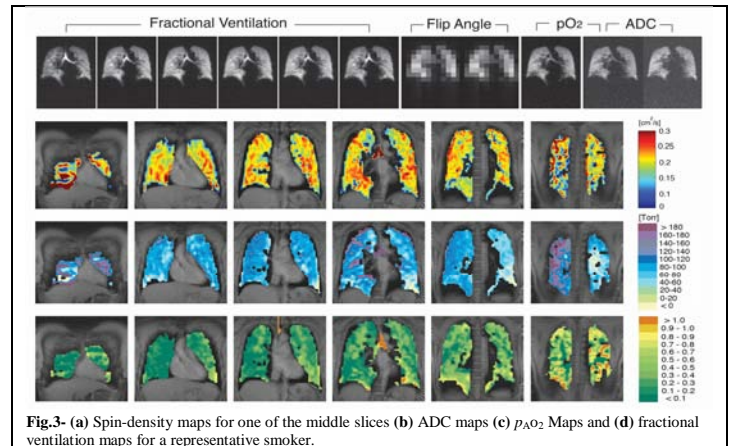 Fractional Ventilation Flip Angle pO2 ADC
[cm²/s]
0.3
0.25
0.2
0.15
0.1
0
[Torr]
> 180
160-180
140-160
120-140
100-120
80-100
60-80
40-60
20-40
0-20
< 0
> 1.0
0.9 - 1.0
0.8 - 0.9
0.7 - 0.8
0.6 - 0.7
0.5 - 0.6
0.4 - 0.5
0.3 - 0.4
0.2 - 0.3
0.1 - 0.2
< 0.1
Fig.3- (a) Spin-density maps for one of the middle slices (b) ADC maps (c) pAO2 Maps and (d) fractional
ventilation maps for a representative smoker.